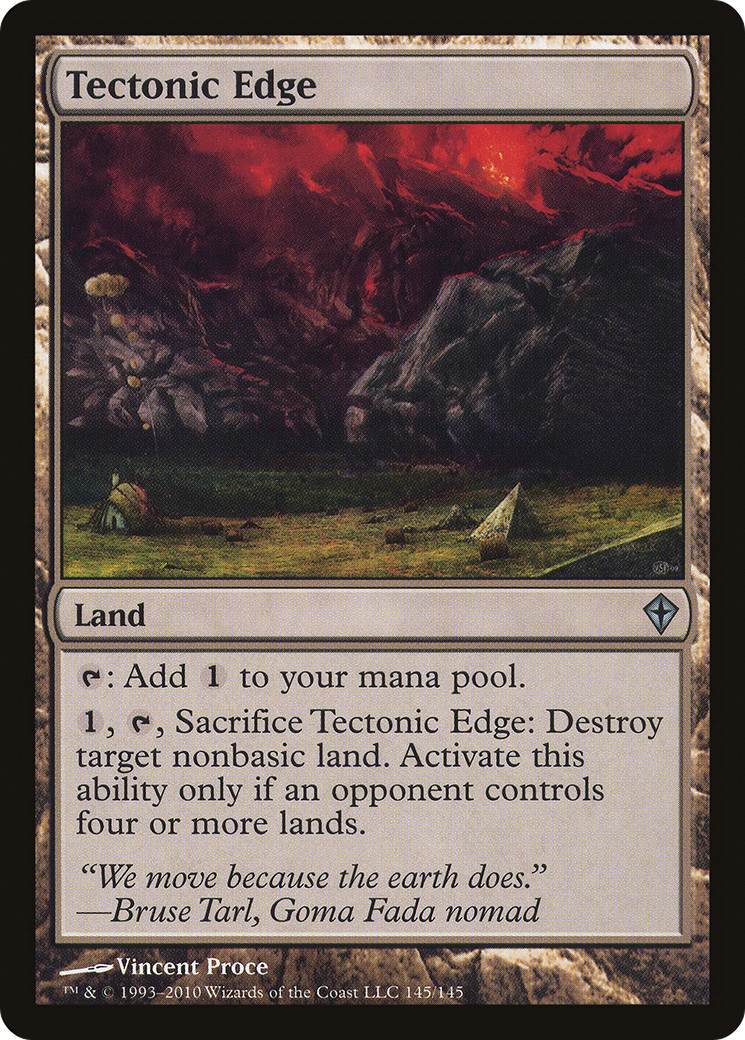 Tectonic Edge
Land
: Add 1 to your mana pool.
1, , Sacrifice Tectonic Edge: Destroy
target nonbasic land. Activate this
ability only if an opponent controls
four or more lands.
“We move because the earth does.”
—Bruse Tarl, Goma Fada nomad
Vincent Proce
™ & © 1993–2010 Wizards of the Coast LLC 145/145